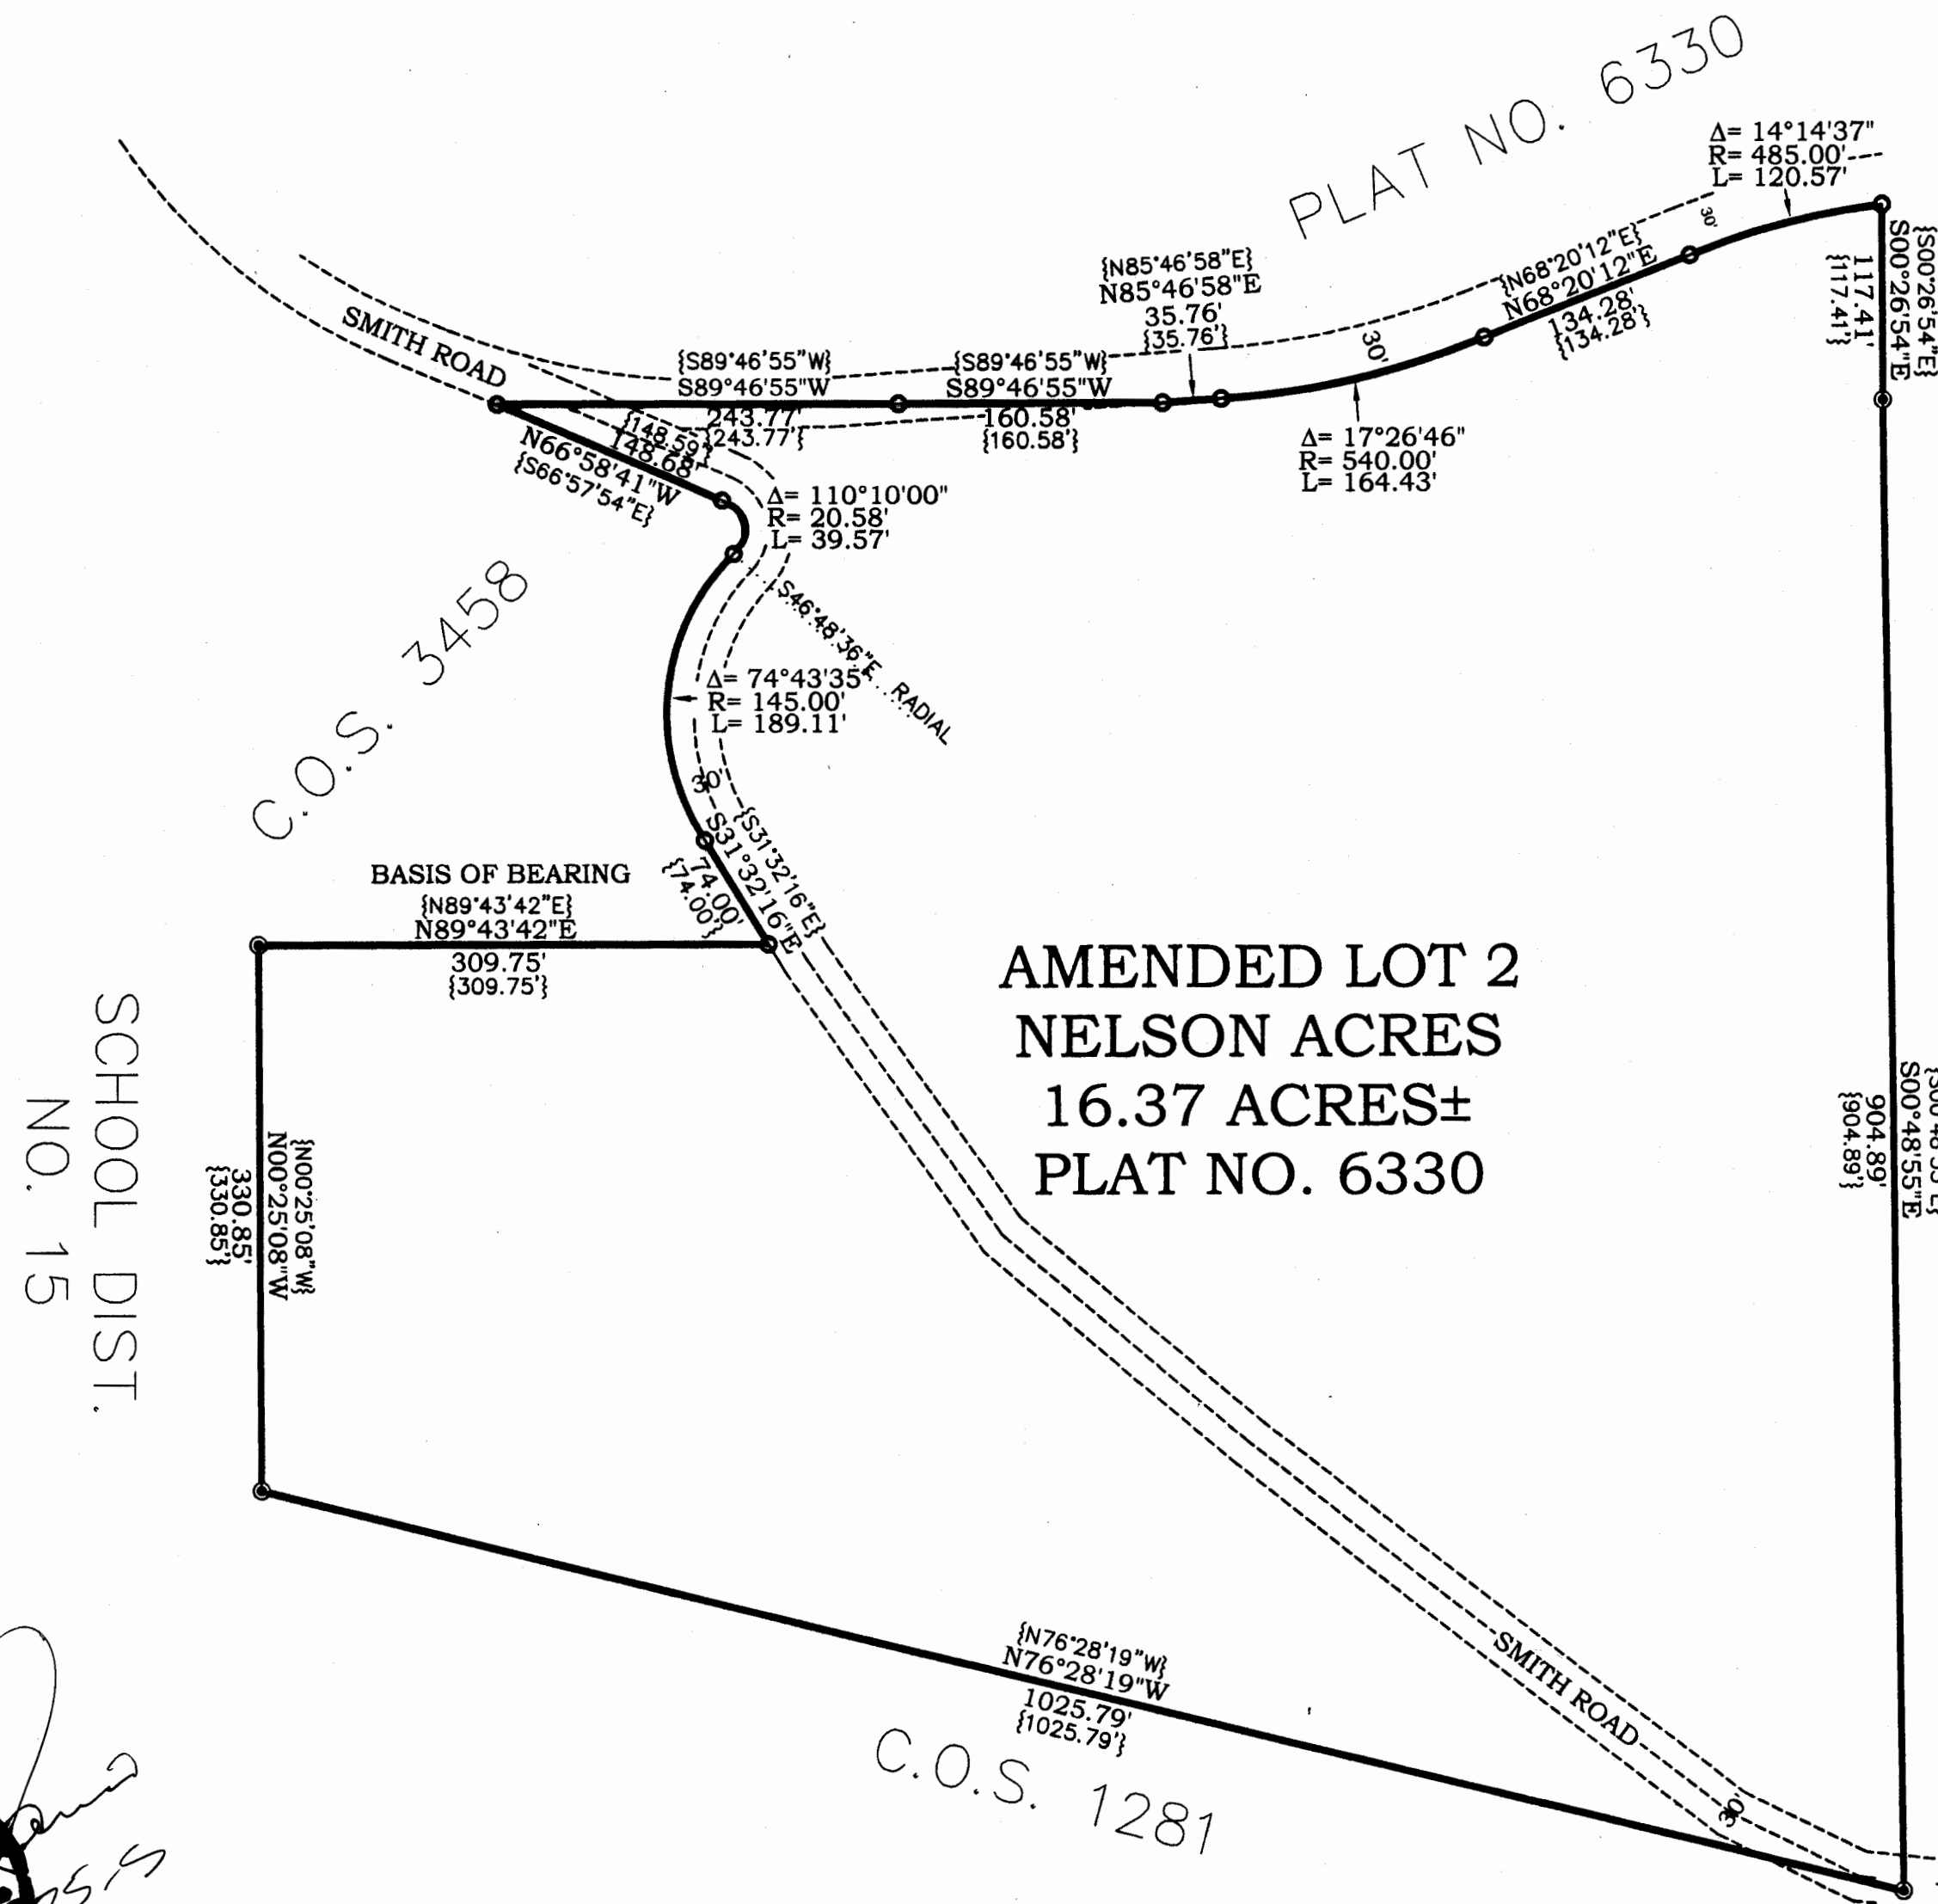 PLAT NO. 6330
Δ= 14°14'37"
R= 485.00'
L= 120.57'
30'
{S00°26'54"E}
S00°26'54"E
117.41'
{117.41'}
{N68°20'12"E}
N68°20'12"E
134.28'
{134.28'}
{N85°46'58"E}
N85°46'58"E
35.76'
{35.76'}
30'
SMITH ROAD
{S89°46'55"W}
S89°46'55"W
243.77'
{243.77'}
{S89°46'55"W}
S89°46'55"W
160.58'
{160.58'}
Δ= 17°26'46"
R= 540.00'
L= 164.43'
{148.59'}
148.68'
N66°58'41"W
{S66°57'54"E}
Δ= 110°10'00"
R= 20.58'
L= 39.57'
S46°48'36"E RADIAL
C.O.S. 3458
Δ= 74°43'35"
R= 145.00'
L= 189.11'
30'
{S31°32'16"E}
S31°32'16"E
74.00'
{74.00'}
BASIS OF BEARING
{N89°43'42"E}
N89°43'42"E
309.75'
{309.75'}
AMENDED LOT 2
NELSON ACRES
16.37 ACRES±
PLAT NO. 6330
S00°48'55"E
904.89'
{904.89'}
SCHOOL DIST.
NO. 15
{N00°25'08"W}
N00°25'08"W
330.85'
{330.85'}
{N76°28'19"W}
N76°28'19"W
1025.79'
{1025.79'}
SMITH ROAD
30'
C.O.S. 1281